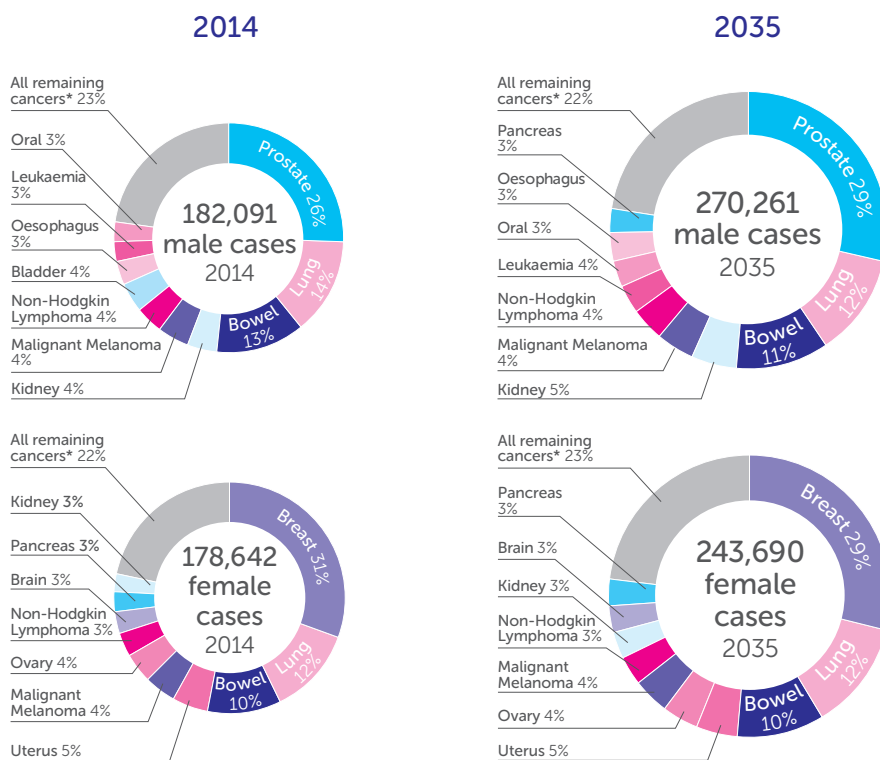 2014
All remaining
cancers* 23%
Oral 3%
Leukaemia
3%
Oesophagus
3%
Bladder 4%
Non-Hodgkin
Lymphoma 4%
Malignant Melanoma
4%
Kidney 4%
Prostate 26%
Lung
14%
Bowel
13%
182,091
male cases
2014
2035
All remaining
cancers* 22%
Pancreas
3%
Oesophagus
3%
Oral 3%
Leukaemia 4%
Non-Hodgkin
Lymphoma 4%
Malignant Melanoma
4%
Kidney 5%
Prostate 29%
Lung
12%
Bowel
11%
270,261
male cases
2035
All remaining
cancers* 22%
Kidney 3%
Pancreas 3%
Brain 3%
Non-Hodgkin
Lymphoma 3%
Ovary 4%
Malignant
Melanoma 4%
Uterus 5%
Breast 31%
Lung
12%
Bowel
10%
178,642
female
cases
2014
All remaining
cancers* 23%
Pancreas
3%
Brain 3%
Kidney 3%
Non-Hodgkin
Lymphoma 3%
Malignant
Melanoma 4%
Ovary 4%
Uterus 5%
Breast 29%
Lung
12%
Bowel
10%
243,690
female
cases
2035